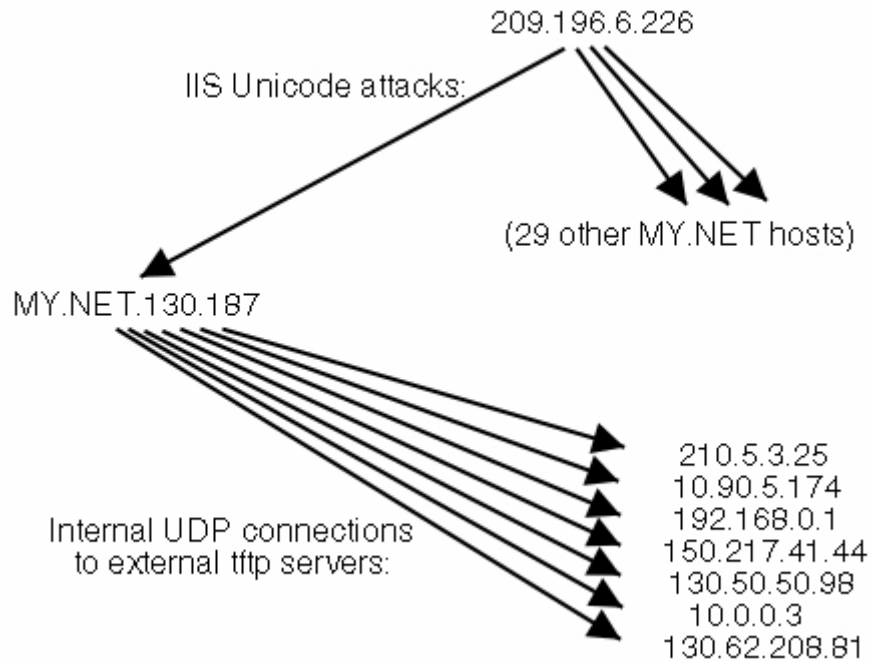 209.196.6.226
IIS Unicode attacks:
(29 other MY.NET hosts)
MY.NET.130.187
210.5.3.25
10.90.5.174
192.168.0.1
Internal UDP connections
to external tftp servers:
150.217.41.44
130.50.50.98
10.0.0.3
130.62.208.81